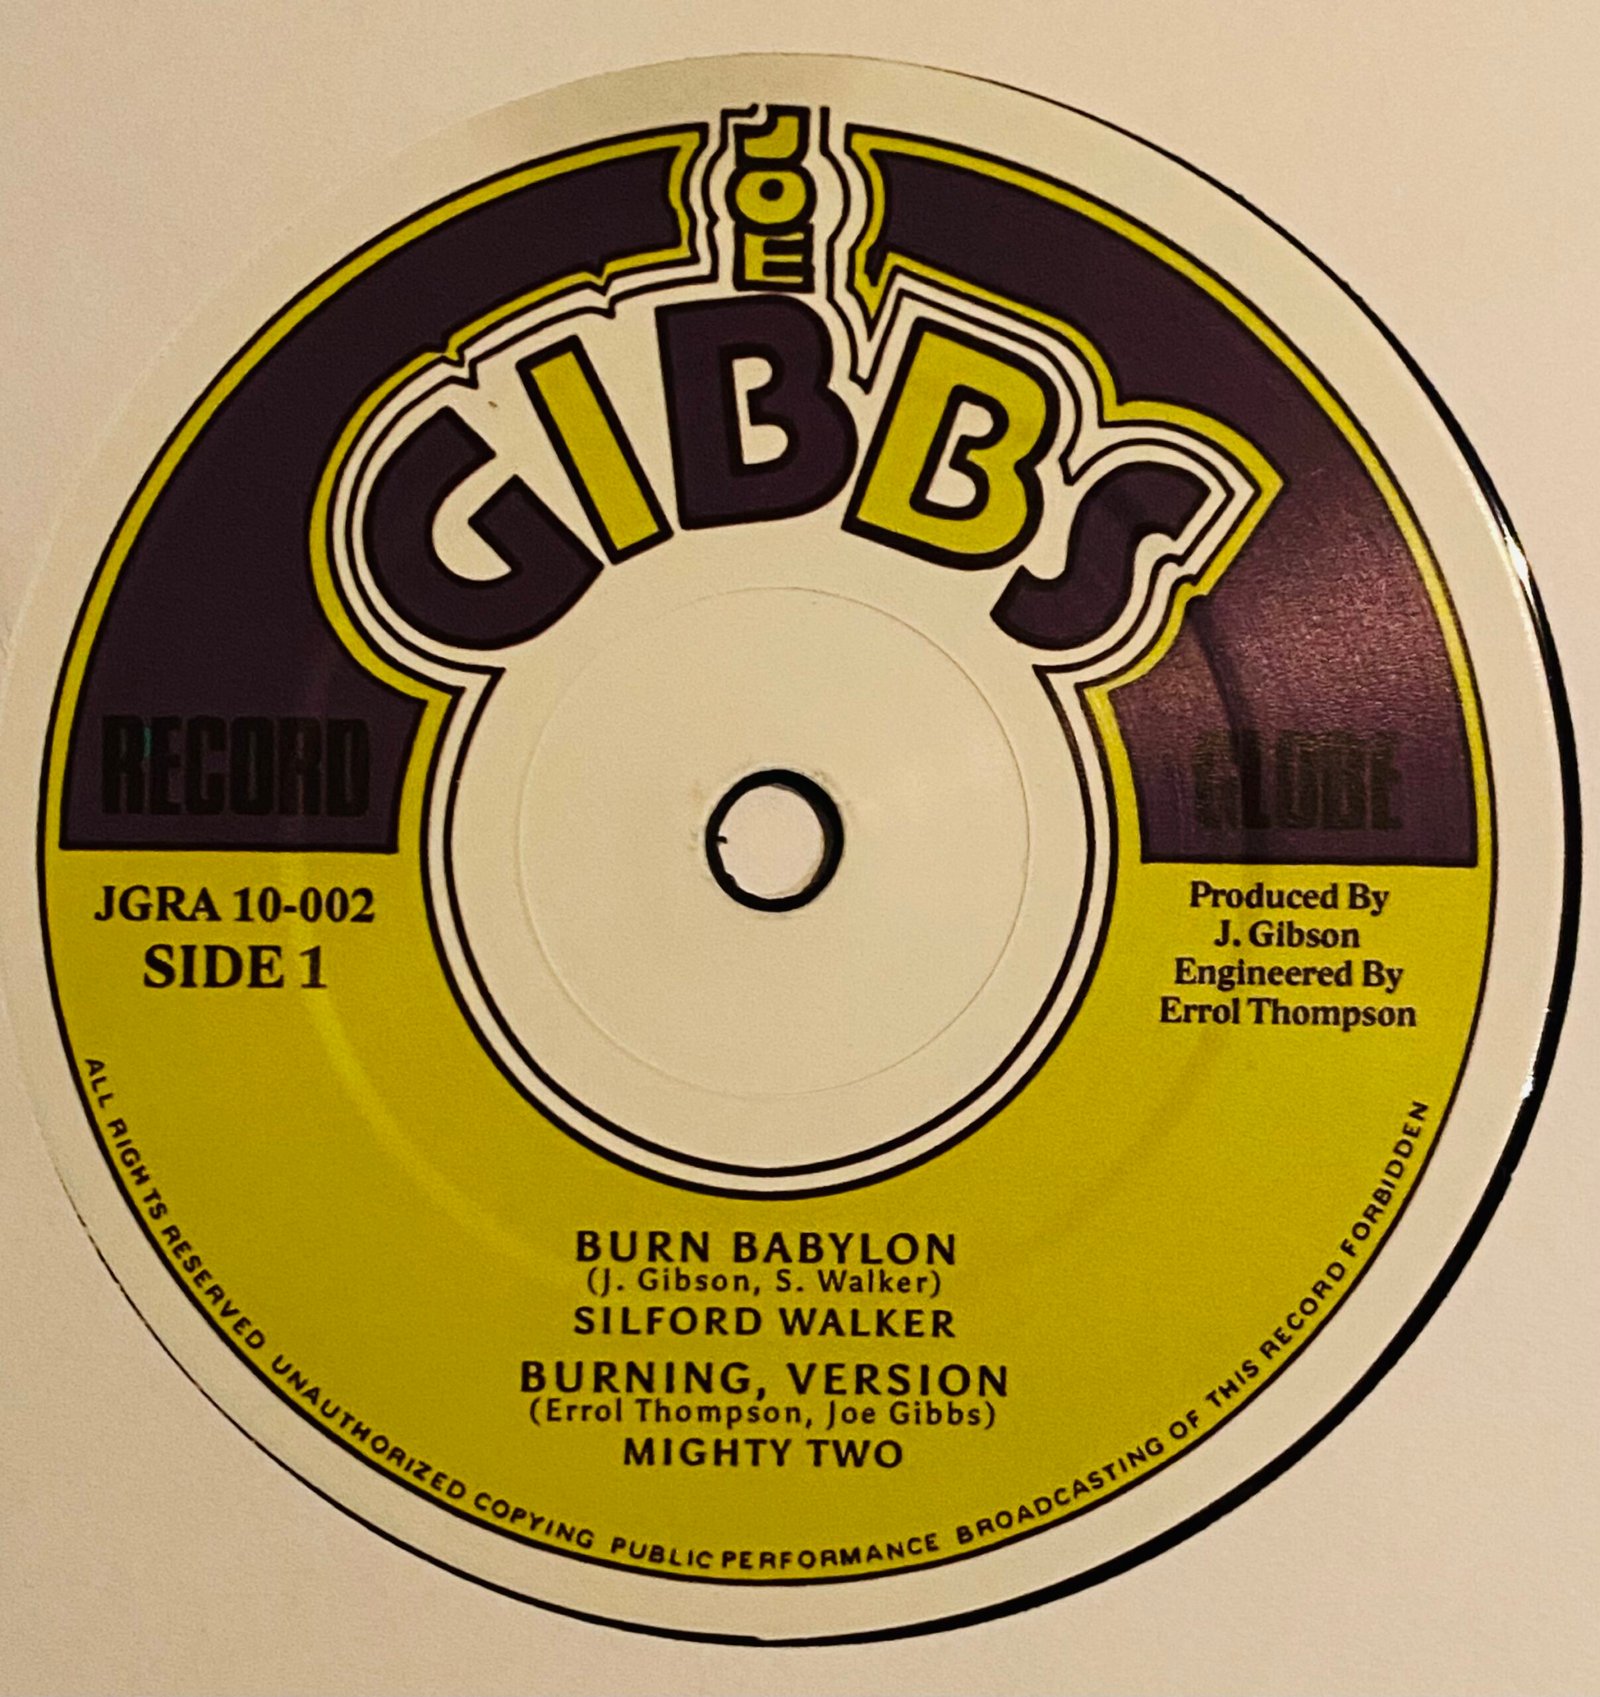 JOE
GIBBS
RECORD
GLOBE
JGRA 10-002
SIDE 1
Produced By
J. Gibson
Engineered By
Errol Thompson
BURN BABYLON
(J. Gibson, S. Walker)
SILFORD WALKER
BURNING, VERSION
(Errol Thompson, Joe Gibbs)
MIGHTY TWO
ALL RIGHTS RESERVED UNAUTHORIZED COPYING PUBLIC PERFORMANCE BROADCASTING OF THIS RECORD FORBIDDEN